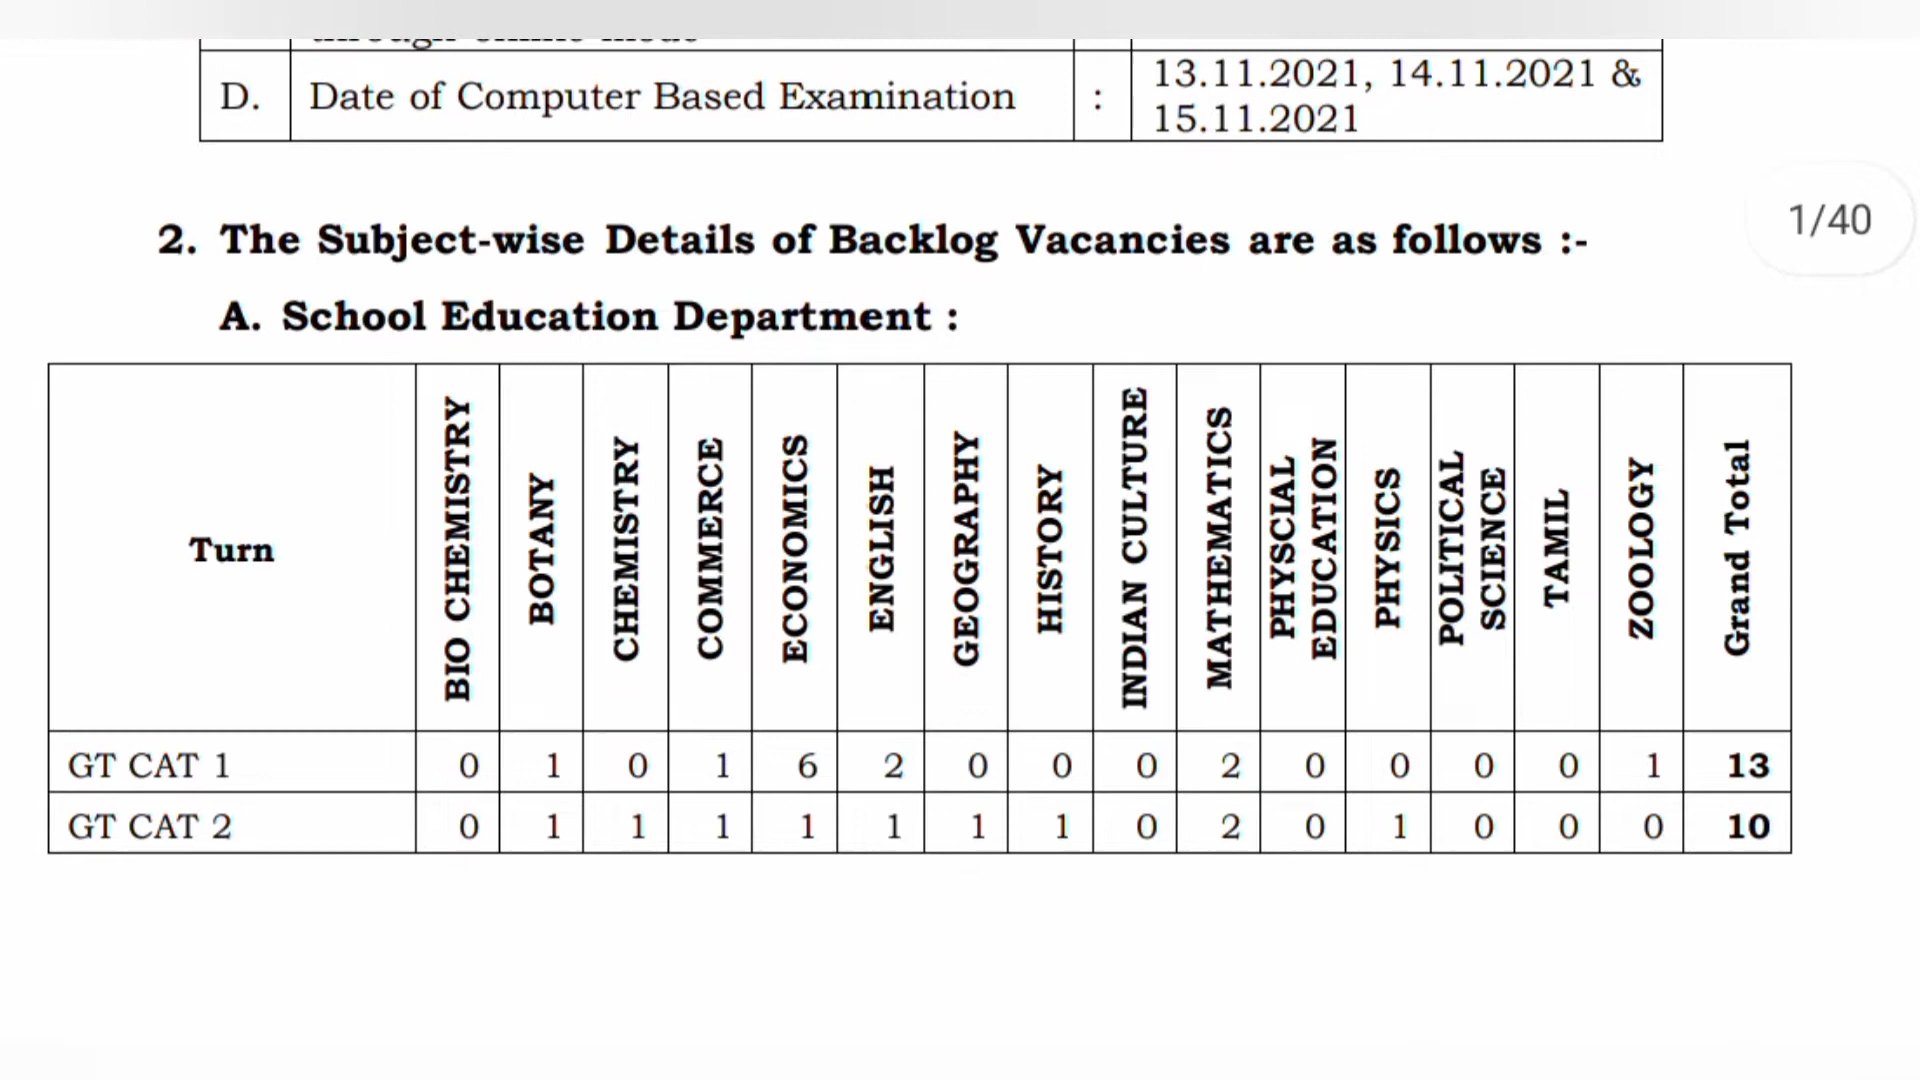 D. Date of Computer Based Examination : 13.11.2021, 14.11.2021 &
15.11.2021
1/40
2. The Subject-wise Details of Backlog Vacancies are as follows :-
A. School Education Department :
Turn BIO CHEMISTRY BOTANY CHEMISTRY COMMERCE ECONOMICS ENGLISH GEOGRAPHY HISTORY INDIAN CULTURE MATHEMATICS PHYSCIAL EDUCATION PHYSICS POLITICAL SCIENCE TAMIL ZOOLOGY Grand Total
GT CAT 1 0 1 0 1 6 2 0 0 0 2 0 0 0 0 1 13
GT CAT 2 0 1 1 1 1 1 1 1 0 2 0 1 0 0 0 10